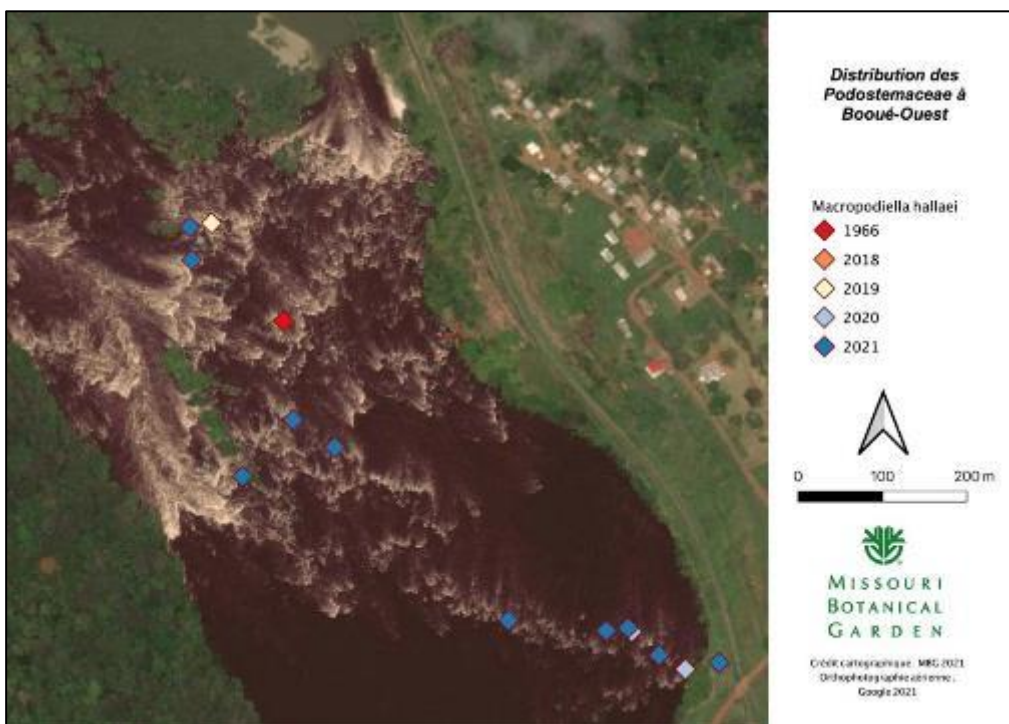 Distribution des
Podostemaceae à
Booué-Ouest
Macropodiella hallaei
1966
2018
2019
2020
2021
0 100 200 m
MISSOURI
BOTANICAL
GARDEN
Crédit cartographique MBG 2021
Orthophotographie aérienne,
Google 2021